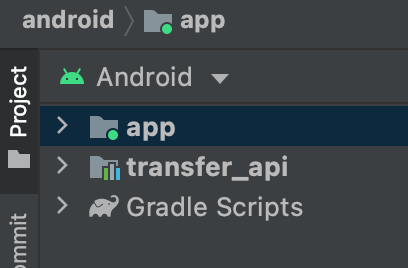 android app
Project
Android
app
transfer_api
Gradle Scripts
ommit